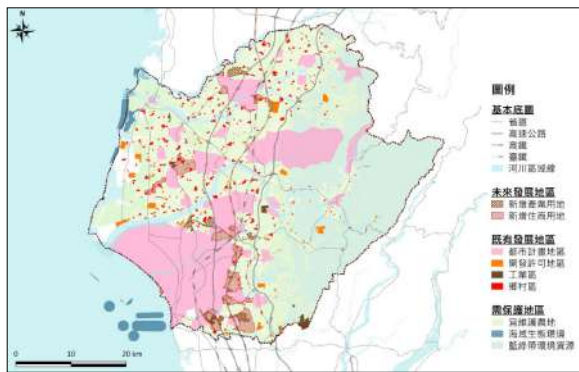 N
圖例
基本底圖
省道
高速公路
高鐵
臺鐵
河川區域線
未來發展地區
新增產業用地
新增住商用地
既有發展地區
都市計畫地區
開發許可地區
工業區
鄉村區
需保護地區
宜維護農地
海域生態環境
藍綠帶環境資源
0 10 20 km